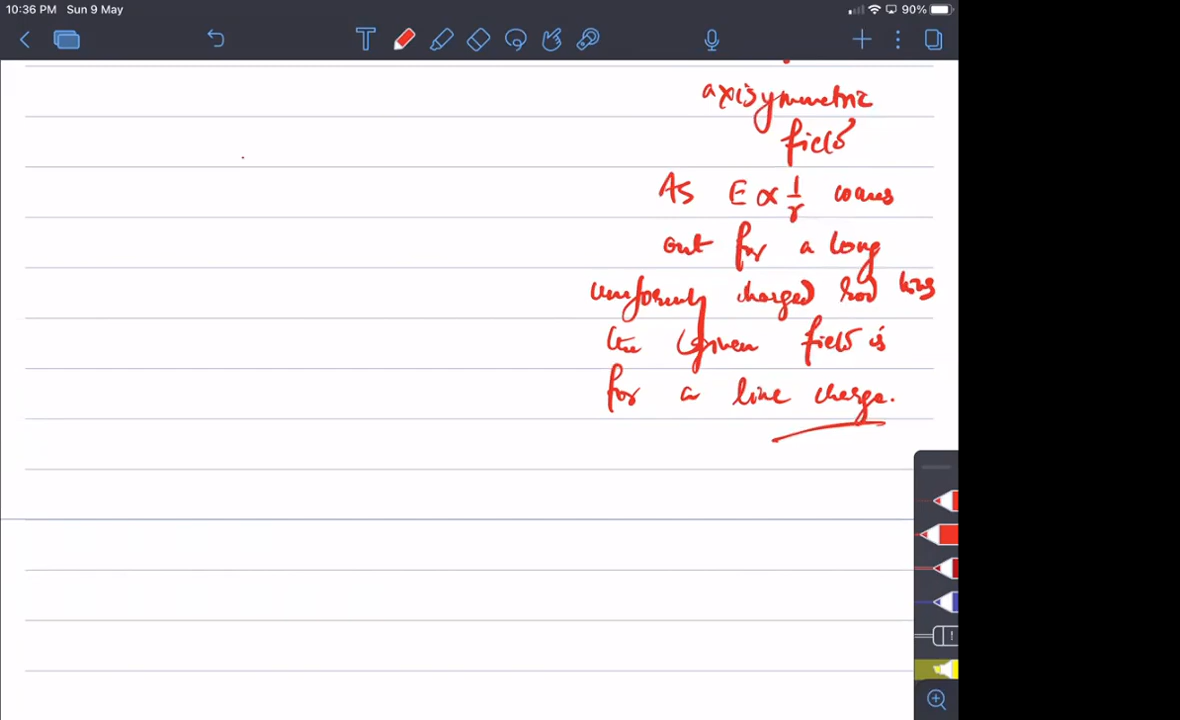 10:36 PM Sun 9 May 90%
axisymmetric
field
As E ∝ 1/r comes
out for a long
uniformly charged rod
the given field is
for a line charge.